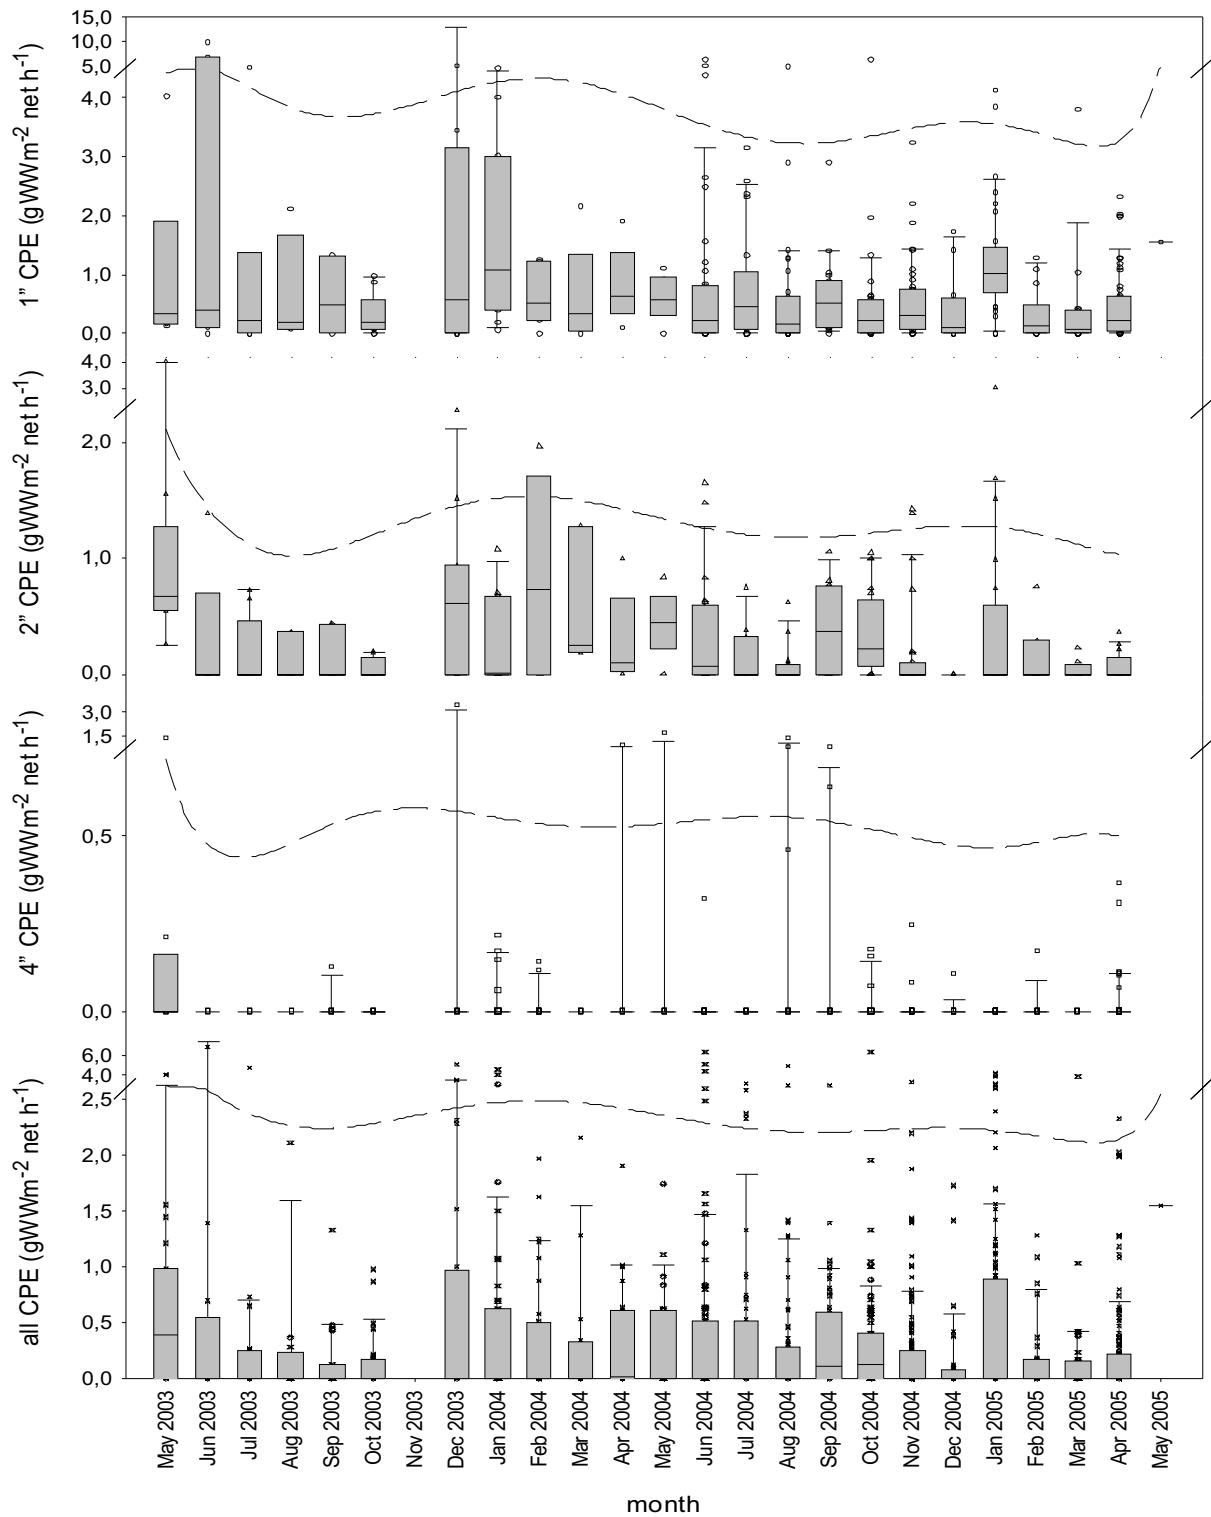 1” CPE (gWWm⁻² net h⁻¹)
15,0
10,0
5,0
4,0
3,0
2,0
1,0
0,0
2” CPE (gWWm⁻² net h⁻¹)
4,0
3,0
2,0
1,0
0,0
4” CPE (gWWm⁻² net h⁻¹)
3,0
1,5
0,5
0,0
all CPE (gWWm⁻² net h⁻¹)
6,0
4,0
2,5
2,0
1,5
1,0
0,5
0,0
May 2003
Jun 2003
Jul 2003
Aug 2003
Sep 2003
Oct 2003
Nov 2003
Dec 2003
Jan 2004
Feb 2004
Mar 2004
Apr 2004
May 2004
Jun 2004
Jul 2004
Aug 2004
Sep 2004
Oct 2004
Nov 2004
Dec 2004
Jan 2005
Feb 2005
Mar 2005
Apr 2005
May 2005
month